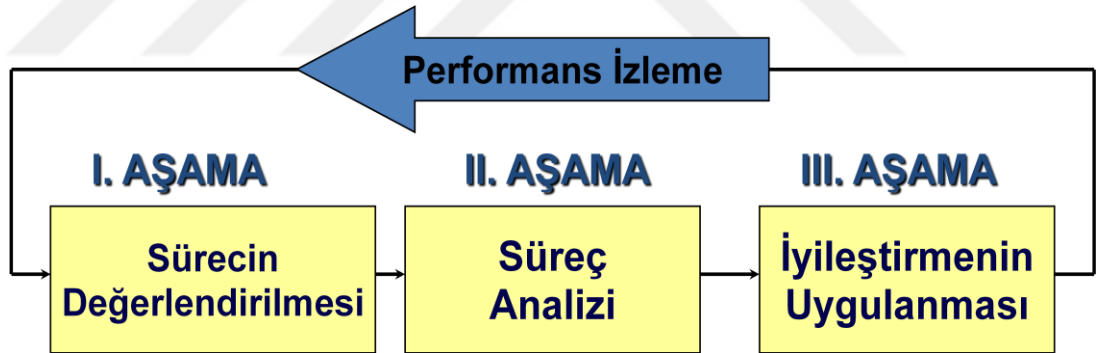 Performans İzleme
I. AŞAMA
II. AŞAMA
III. AŞAMA
Sürecin
Değerlendirilmesi
Süreç
Analizi
İyileştirmenin
Uygulanması